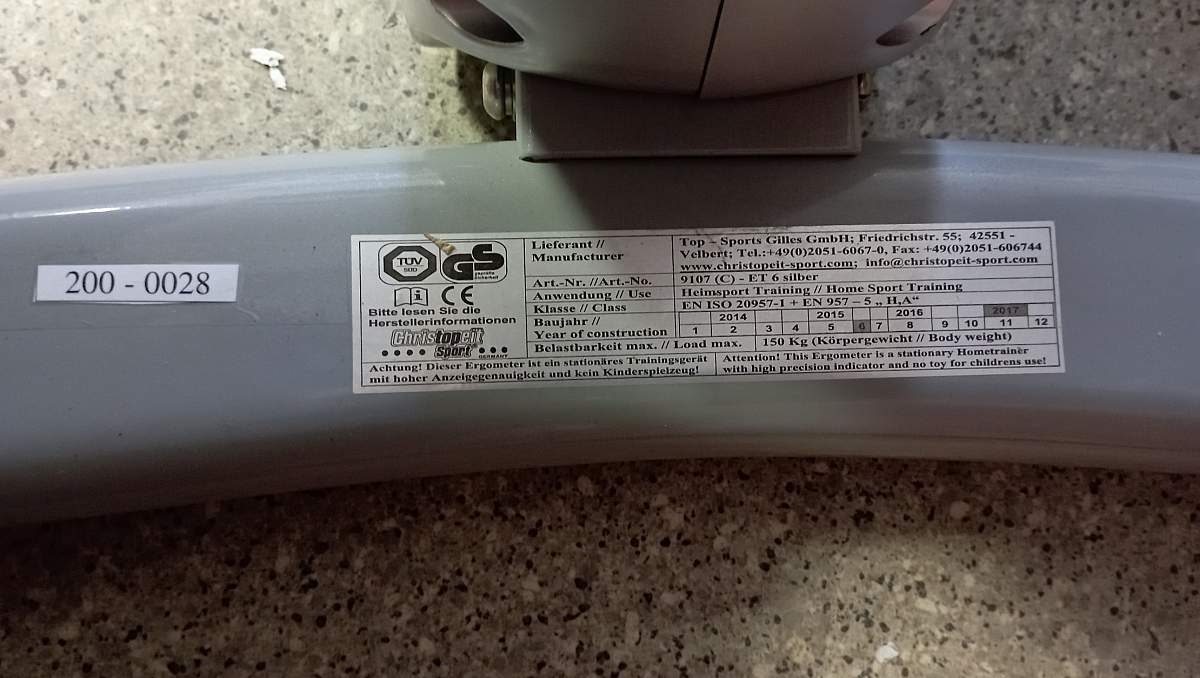 200 - 0028
TÜV
SÜD
GS
geprüfte
Sicherheit
i
CE
Bitte lesen Sie die
Herstellerinformationen
Christopeit
Sport
GERMANY
Lieferant //
Manufacturer
Top - Sports Gilles GmbH; Friedrichstr. 55; 42551 -
Velbert; Tel.:+49(0)2051-6067-0, Fax: +49(0)2051-606744
www.christopeit-sport.com; info@christopeit-sport.com
Art.-Nr. //Art.-No.
9107 (C) - ET 6 silber
Anwendung // Use
Heimsport Training // Home Sport Training
Klasse // Class
EN ISO 20957-1 + EN 957 – 5 „ H,A“
Baujahr //
Year of construction
2014 2015 2016 2017
1 2 3 4 5 6 7 8 9 10 11 12
Belastbarkeit max. // Load max.
150 Kg (Körpergewicht // Body weight)
Achtung! Dieser Ergometer ist ein stationäres Trainingsgerät
mit hoher Anzeigegenauigkeit und kein Kinderspielzeug!
Attention! This Ergometer is a stationary Hometrainer
with high precision indicator and no toy for childrens use!